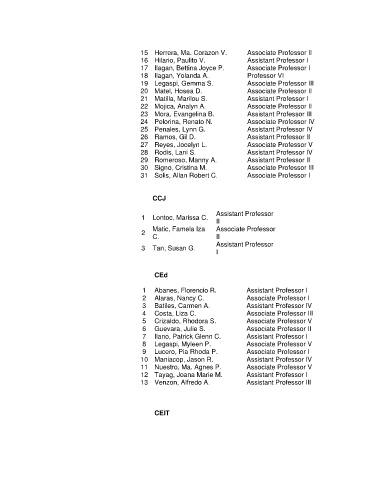 15 Herrera, Ma. Corazon V. Associate Professor II
16 Hilario, Paulito V. Assistant Professor I
17 Ilagan, Bettina Joyce P. Associate Professor I
18 Ilagan, Yolanda A. Professor VI
19 Legaspi, Gemma S. Associate Professor III
20 Matel, Hosea D. Associate Professor II
21 Matilla, Marilou S. Assistant Professor I
22 Mojica, Analyn A. Associate Professor II
23 Mora, Evangelina B. Assistant Professor III
24 Pelorina, Renato N. Associate Professor IV
25 Penales, Lynn G. Assistant Professor IV
26 Ramos, Gil D. Assistant Professor II
27 Reyes, Jocelyn L. Associate Professor V
28 Rodis, Lani S. Assistant Professor IV
29 Romeroso, Manny A. Assistant Professor II
30 Signo, Cristina M. Associate Professor III
31 Solis, Allan Robert C. Associate Professor I
CCJ
1 Lontoc, Marissa C. Assistant Professor
II
2 Matic, Famela Iza
C. Associate Professor
II
3 Tan, Susan G. Assistant Professor
I
CEd
1 Abanes, Florencio R. Assistant Professor I
2 Alaras, Nancy C. Associate Professor I
3 Batiles, Carmen A. Assistant Professor IV
4 Costa, Liza C. Associate Professor III
5 Crizaldo, Rhodora S. Associate Professor V
6 Guevara, Julie S. Associate Professor II
7 Ilano, Patrick Glenn C. Assistant Professor I
8 Legaspi, Myleen P. Associate Professor V
9 Lucero, Pia Rhoda P. Associate Professor I
10 Maniacop, Jason R. Assistant Professor IV
11 Nuestro, Ma. Agnes P. Associate Professor V
12 Tayag, Joana Marie M. Assistant Professor I
13 Venzon, Alfredo A. Assistant Professor III
CEIT